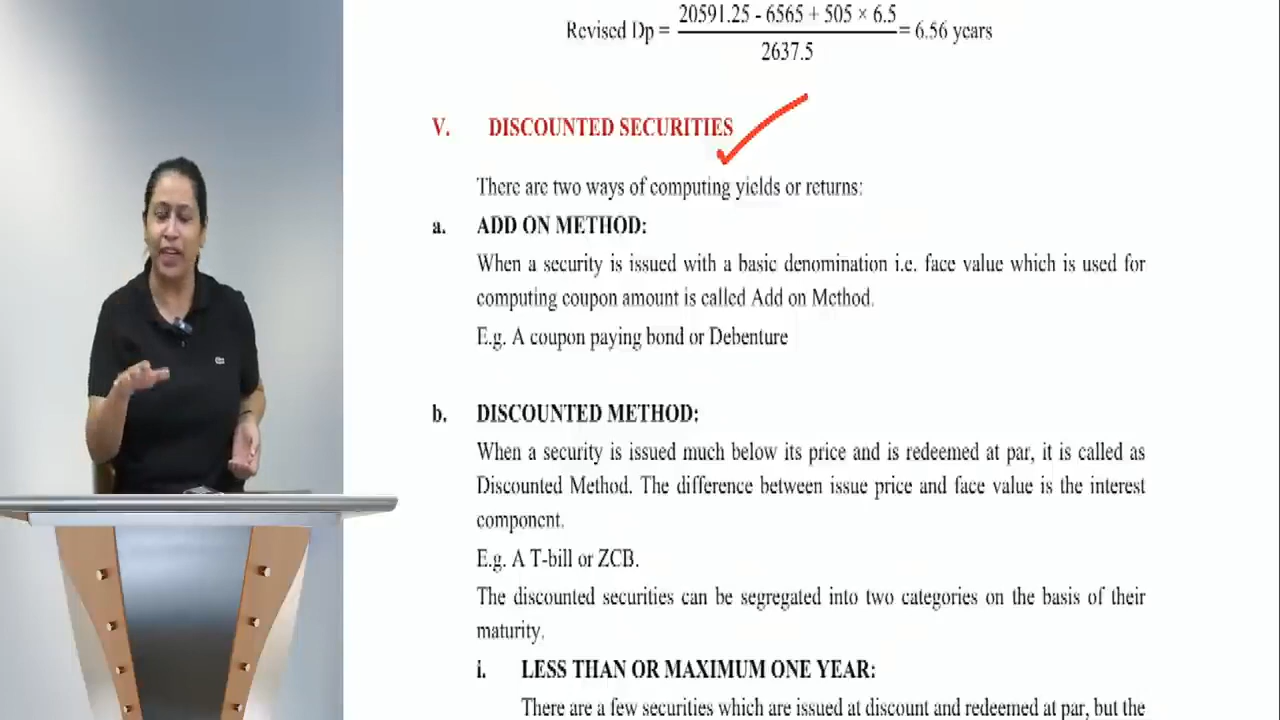 Revised Dp = 20591.25 - 6565 + 505 × 6.5 / 2637.5 = 6.56 years
V. DISCOUNTED SECURITIES
There are two ways of computing yields or returns:
a. ADD ON METHOD:
When a security is issued with a basic denomination i.e. face value which is used for
computing coupon amount is called Add on Method.
E.g. A coupon paying bond or Debenture
b. DISCOUNTED METHOD:
When a security is issued much below its price and is redeemed at par, it is called as
Discounted Method. The difference between issue price and face value is the interest
component.
E.g. A T-bill or ZCB.
The discounted securities can be segregated into two categories on the basis of their
maturity.
i. LESS THAN OR MAXIMUM ONE YEAR:
There are a few securities which are issued at discount and redeemed at par, but the